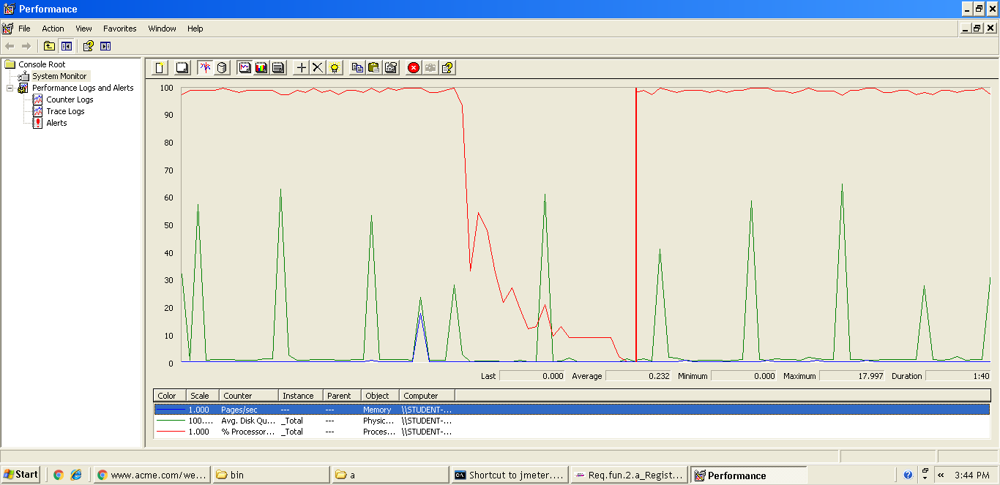 Performance
File Action View Favorites Window Help
Console Root
System Monitor
Performance Logs and Alerts
Counter Logs
Trace Logs
Alerts
100
90
80
70
60
50
40
30
20
10
0
Last 0.000 Average 0.232 Minimum 0.000 Maximum 17.997 Duration 1:40
Color Scale Counter Instance Parent Object Computer
1.000 Pages/sec --- --- Memory \\STUDENT-...
100.... Avg. Disk Qu... _Total --- Physic... \\STUDENT-...
1.000 % Processor... _Total --- Proces... \\STUDENT-...
Start www.acme.com/we... bin a Shortcut to jmeter.... Req.fun.2.a_Regist... Performance « 3:44 PM